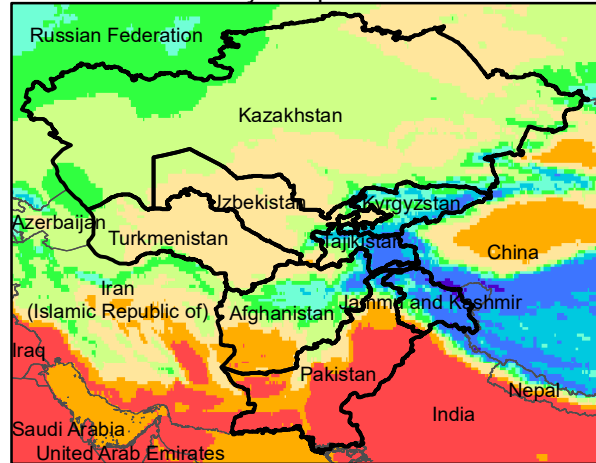 Russian Federation
Kazakhstan
Izbekistan
Kyrgyzstan
Azerbaijan
Turkmenistan
Tajikistan
China
Iran
(Islamic Republic of)
Afghanistan
Jammu and Kashmir
Iraq
Pakistan
Nepal
India
Saudi Arabia
United Arab Emirates